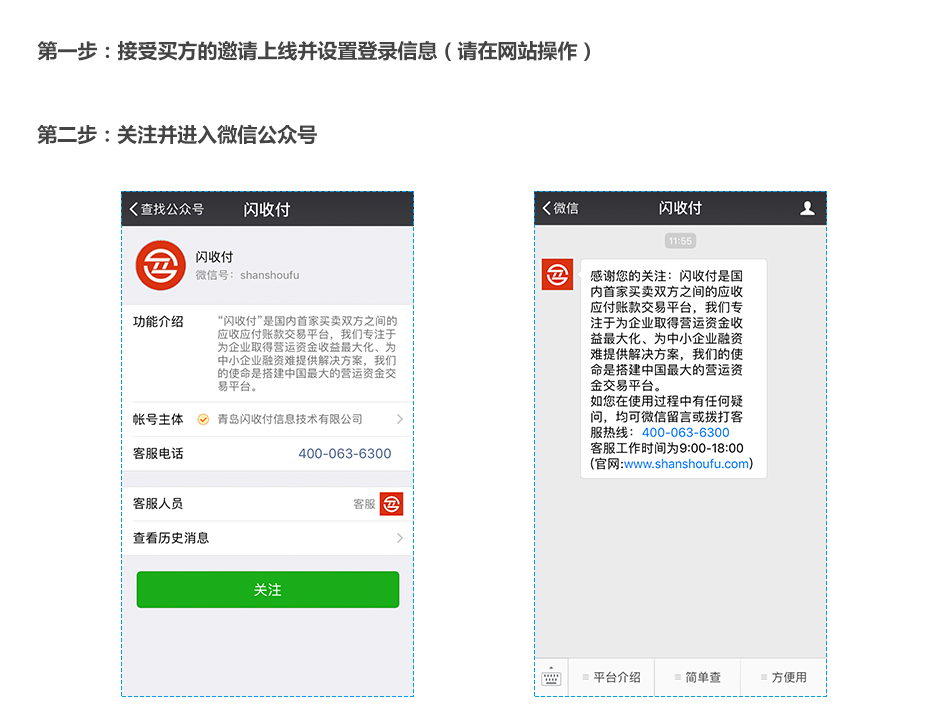 第一步：接受买方的邀请上线并设置登录信息（请在网站操作）
第二步：关注并进入微信公众号
查找公众号 闪收付
闪收付
微信号: shanshoufu
功能介绍
“闪收付”是国内首家买卖双方之间的
应收应付账款交易平台，我们专注于
为企业取得营运资金收益最大化、为
中小企业融资难提供解决方案，我们
的使命是搭建中国最大的营运资金交
易平台。
帐号主体 青岛闪收付信息技术有限公司
客服电话 400-063-6300
客服人员 客服
查看历史消息
关注
微信 闪收付
11:55
感谢您的关注：闪收付是国
内首家买卖双方之间的应收
应付账款交易平台，我们专
注于为企业取得营运资金收
益最大化、为中小企业融资
难提供解决方案，我们的使
命是搭建中国最大的营运资
金交易平台。
如您在使用过程中有任何疑
问，均可微信留言或拨打客
服热线：400-063-6300
客服工作时间为9:00-18:00
(官网:www.shanshoufu.com)
平台介绍 简单查 方便用